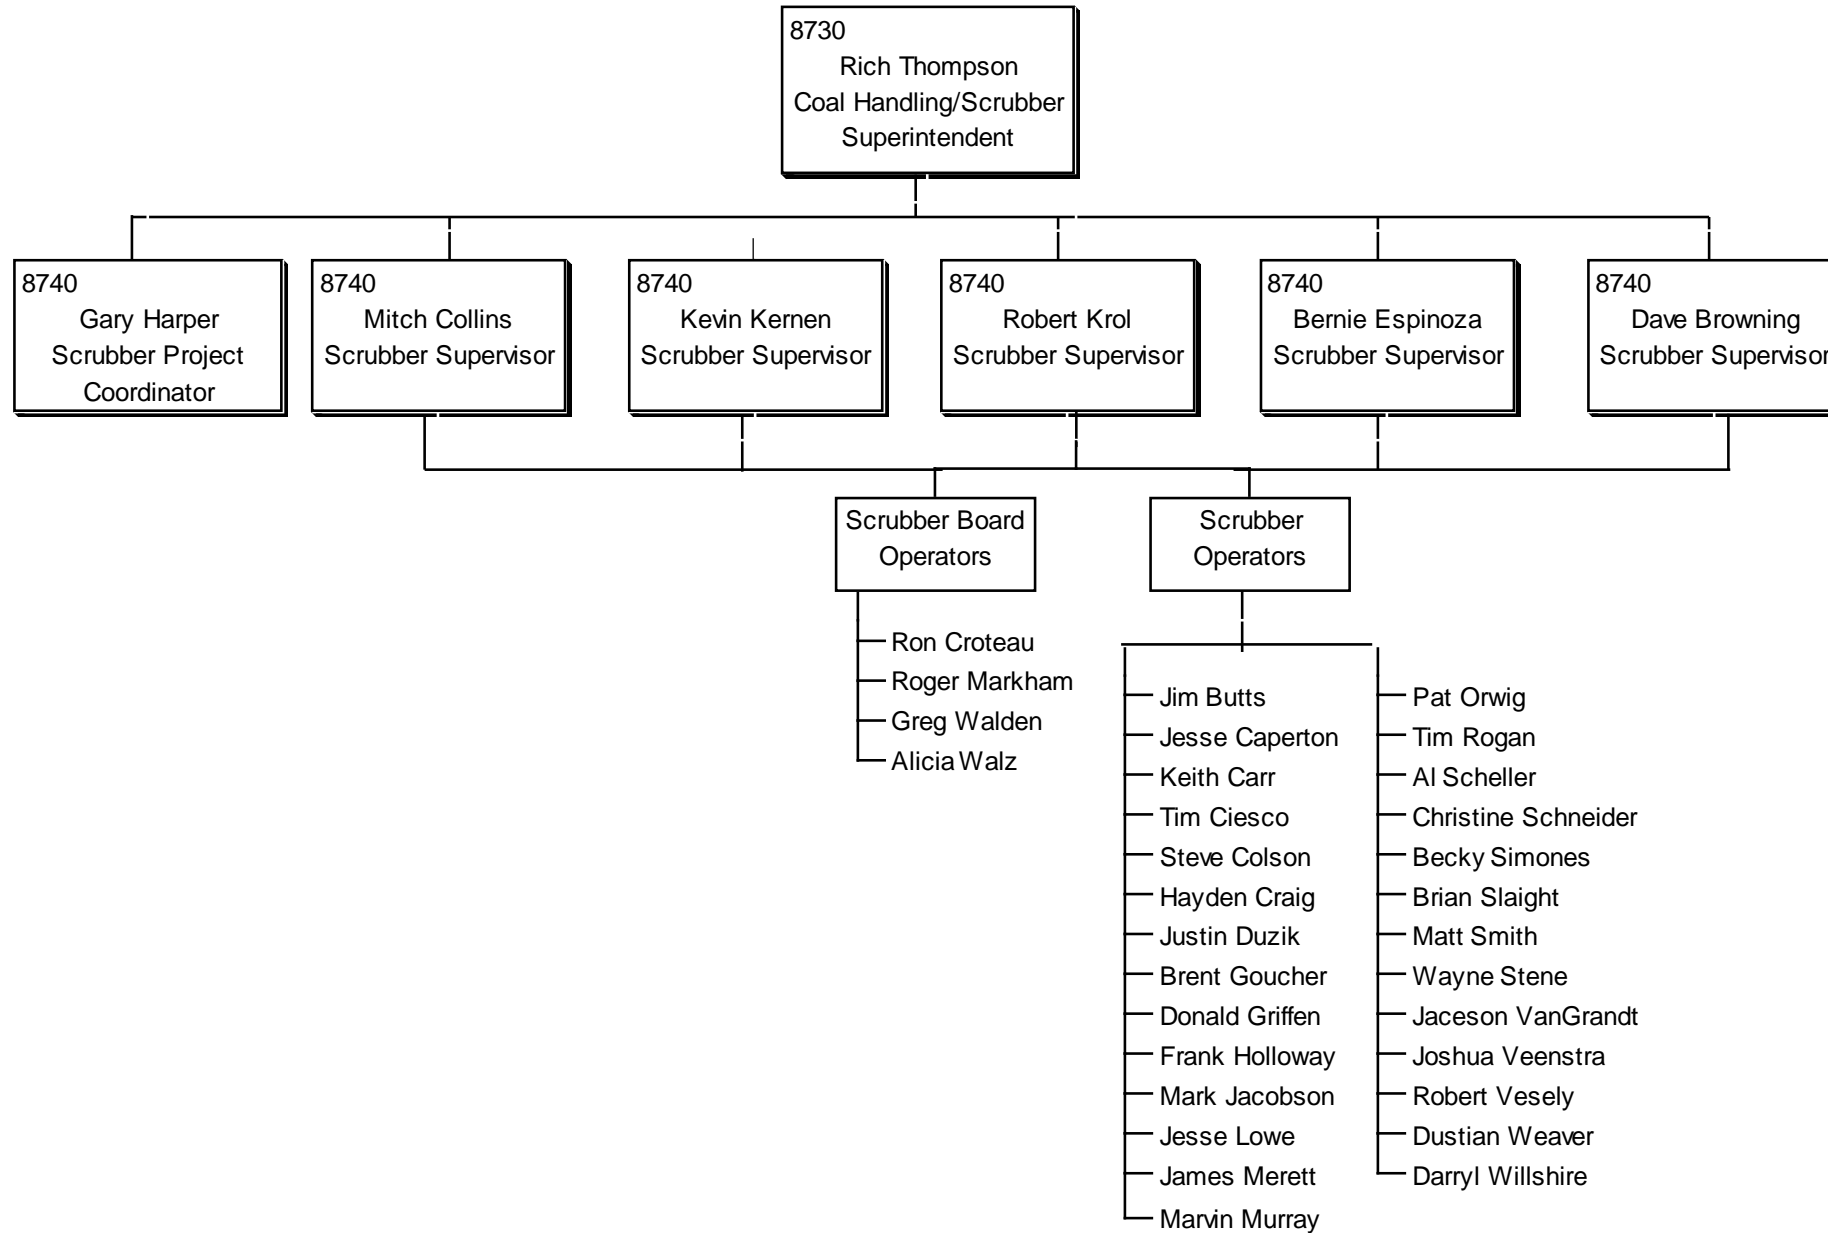 8730
Rich Thompson
Coal Handling/Scrubber
Superintendent
8740
Gary Harper
Scrubber Project
Coordinator
8740
Mitch Collins
Scrubber Supervisor
8740
Kevin Kernen
Scrubber Supervisor
8740
Robert Krol
Scrubber Supervisor
8740
Bernie Espinoza
Scrubber Supervisor
8740
Dave Browning
Scrubber Supervisor
Scrubber Board
Operators
Ron Croteau
Roger Markham
Greg Walden
Alicia Walz
Scrubber
Operators
Jim Butts
Jesse Caperton
Keith Carr
Tim Ciesco
Steve Colson
Hayden Craig
Justin Duzik
Brent Goucher
Donald Griffen
Frank Holloway
Mark Jacobson
Jesse Lowe
James Merett
Marvin Murray
Pat Orwig
Tim Rogan
Al Scheller
Christine Schneider
Becky Simones
Brian Slaight
Matt Smith
Wayne Stene
Jaceson VanGrandt
Joshua Veenstra
Robert Vesely
Dustian Weaver
Darryl Willshire